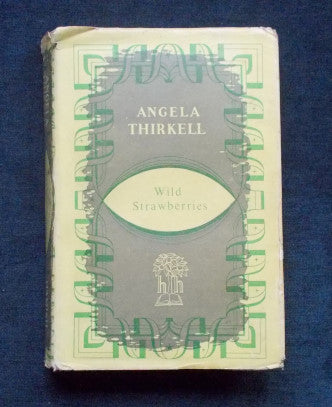 ANGELA
THIRKELL
Wild
Strawberries
h h